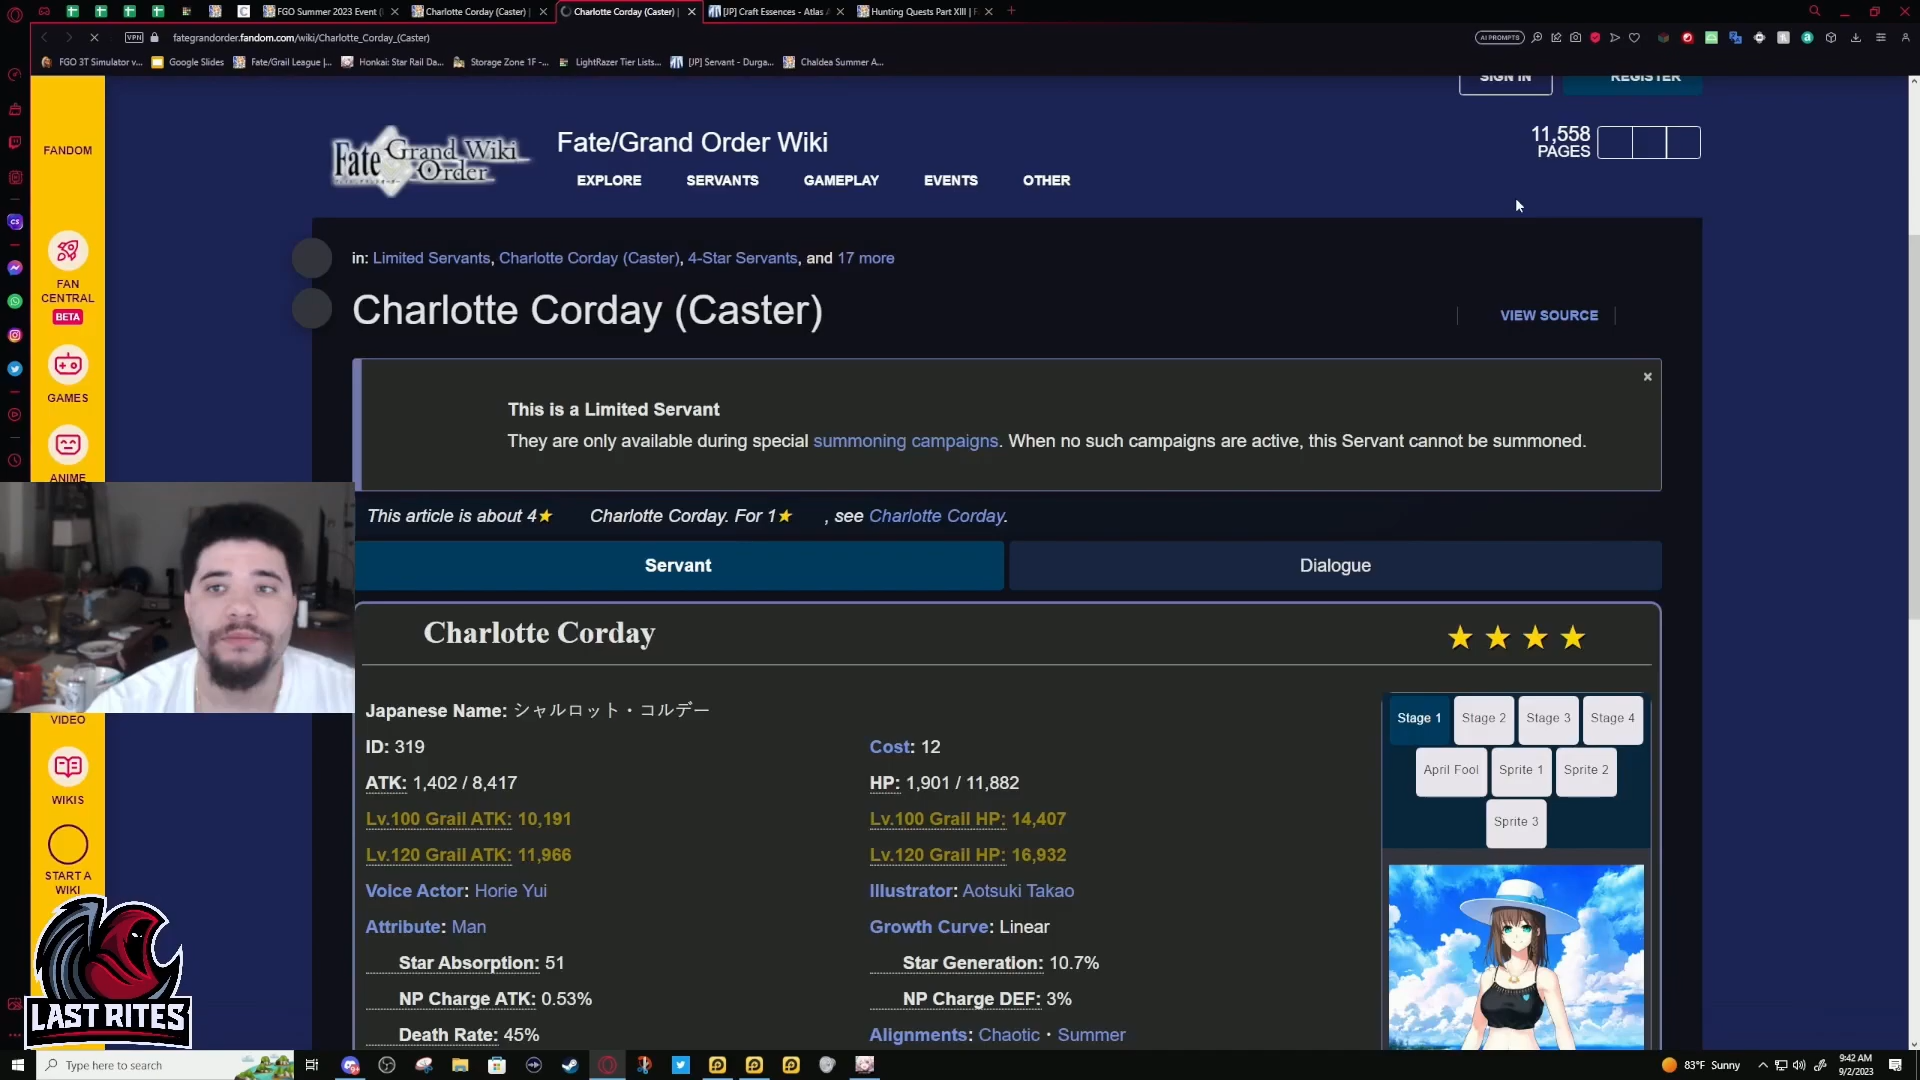 FGO Summer 2023 Event (
Charlotte Corday (Caster) |
Charlotte Corday (Caster) |
[JP] Craft Essences - Atlas A
Hunting Quests Part XIII | F
VPN
fategrandorder.fandom.com/wiki/Charlotte_Corday_(Caster)
AI PROMPTS
FGO 3T Simulator v...
Google Slides
Fate/Grail League |...
Honkai: Star Rail Da...
Storage Zone 1F -...
LightRazer Tier Lists...
[JP] Servant - Durga...
Chaldea Summer A...
SIGN IN
REGISTER
FANDOM
FAN CENTRAL
BETA
GAMES
ANIME
VIDEO
WIKIS
START A WIKI
Fate Grand Order Wiki
Fate/Grand Order Wiki
11,558
PAGES
EXPLORE
SERVANTS
GAMEPLAY
EVENTS
OTHER
in: Limited Servants, Charlotte Corday (Caster), 4-Star Servants, and 17 more
Charlotte Corday (Caster)
VIEW SOURCE
This is a Limited Servant
They are only available during special summoning campaigns. When no such campaigns are active, this Servant cannot be summoned.
This article is about 4★ Charlotte Corday. For 1★ , see Charlotte Corday.
Servant
Dialogue
Charlotte Corday
★ ★ ★ ★
Japanese Name: シャルロット・コルデー
ID: 319
Cost: 12
ATK: 1,402 / 8,417
HP: 1,901 / 11,882
Lv.100 Grail ATK: 10,191
Lv.100 Grail HP: 14,407
Lv.120 Grail ATK: 11,966
Lv.120 Grail HP: 16,932
Voice Actor: Horie Yui
Illustrator: Aotsuki Takao
Attribute: Man
Growth Curve: Linear
Star Absorption: 51
Star Generation: 10.7%
NP Charge ATK: 0.53%
NP Charge DEF: 3%
Death Rate: 45%
Alignments: Chaotic・Summer
Stage 1
Stage 2
Stage 3
Stage 4
April Fool
Sprite 1
Sprite 2
Sprite 3
LAST RITES
Type here to search
83°F Sunny
9:42 AM
9/2/2023